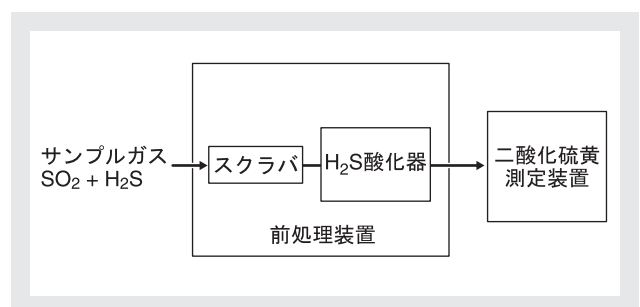 サンプルガス
SO₂ + H₂S
スクラバ
H₂S酸化器
前処理装置
二酸化硫黄
測定装置